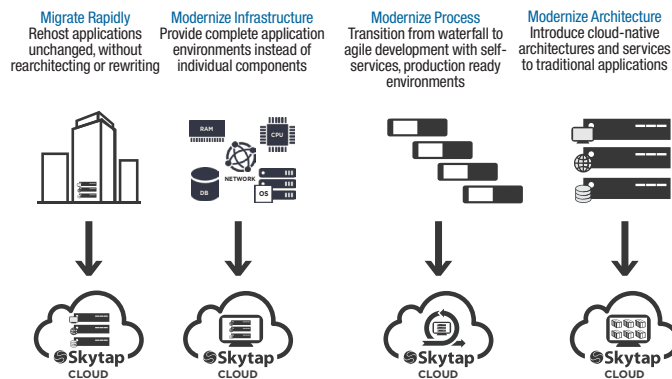 Migrate Rapidly
Rehost applications
unchanged, without
rearchitecting or rewriting
Modernize Infrastructure
Provide complete application
environments instead of
individual components
Modernize Process
Transition from waterfall to
agile development with self-
services, production ready
environments
Modernize Architecture
Introduce cloud-native
architectures and services
to traditional applications
RAM
CPU
NETWORK
DB
OS
Skytap
CLOUD
Skytap
CLOUD
Skytap
CLOUD
Skytap
CLOUD